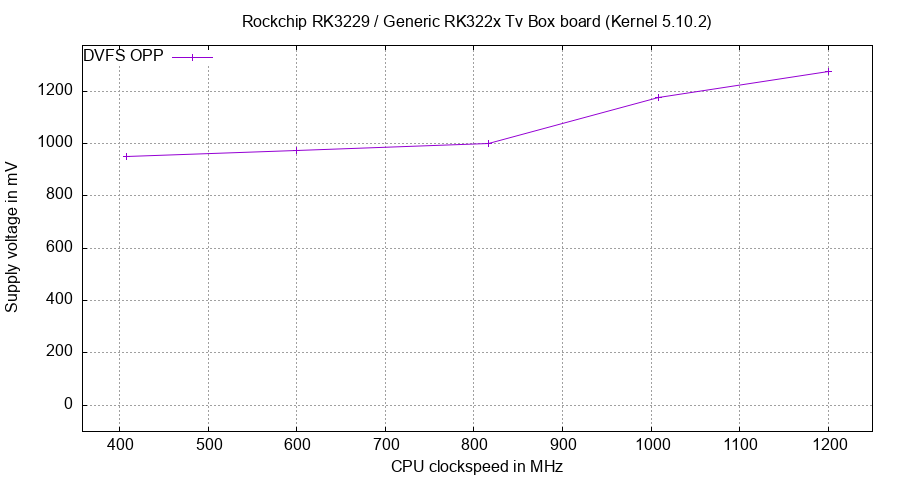 Rockchip RK3229 / Generic RK322x Tv Box board (Kernel 5.10.2)
DVFS OPP
1200
1000
800
600
400
200
0
Supply voltage in mV
400 500 600 700 800 900 1000 1100 1200
CPU clockspeed in MHz